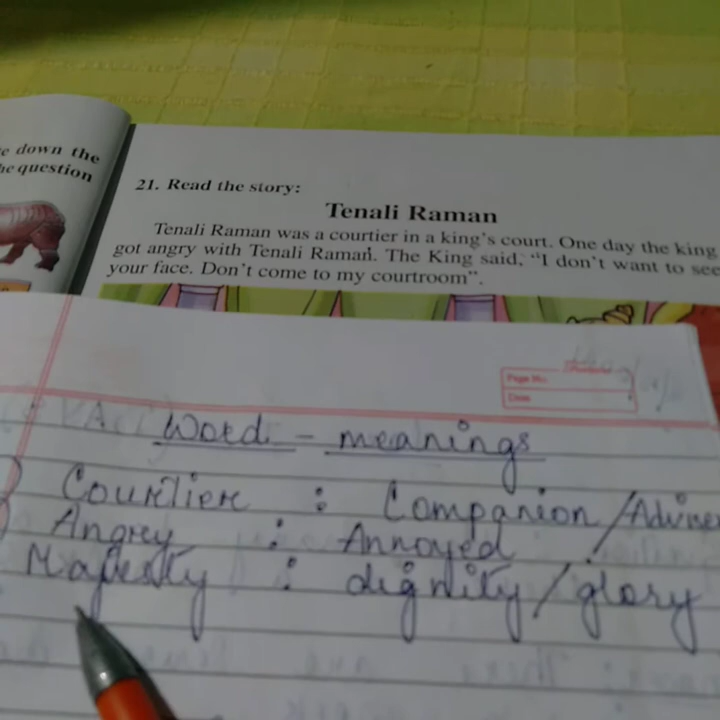 e down the
he question
21. Read the story:
Tenali Raman
Tenali Raman was a courtier in a king's court. One day the king
got angry with Tenali Raman. The King said, "I don't want to see
your face. Don't come to my courtroom".
Page No.
Date
Word - meanings
Courtier : Companion / Adviser
Angry : Annoyed
Majesty : dignity / glory